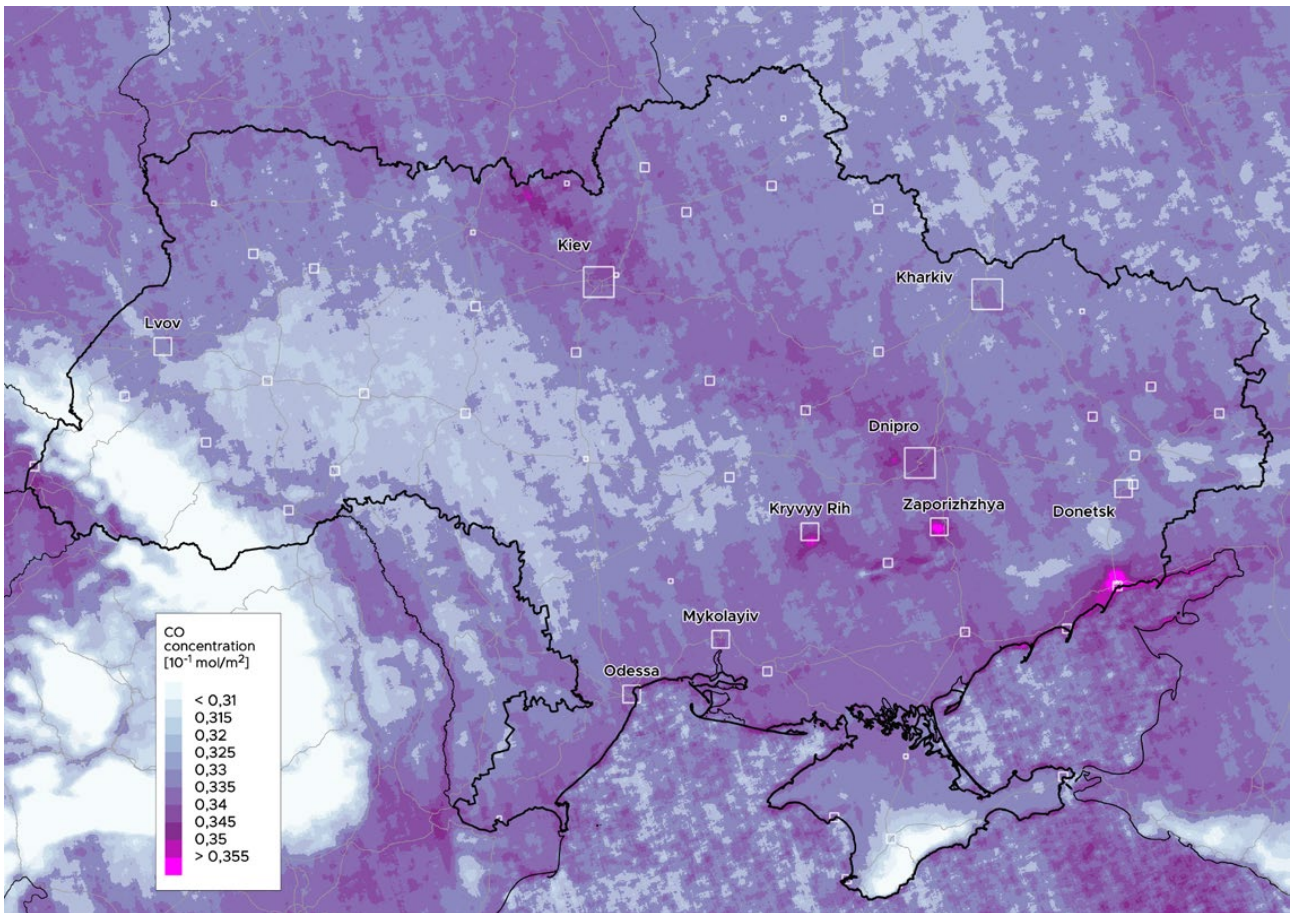 Kiev
Kharkiv
Lvov
Dnipro
Kryvyy Rih
Zaporizhzhya
Donetsk
Mykolayiv
Odessa
CO
concentration
[10⁻¹ mol/m²]
< 0,31
0,315
0,32
0,325
0,33
0,335
0,34
0,345
0,35
> 0,355